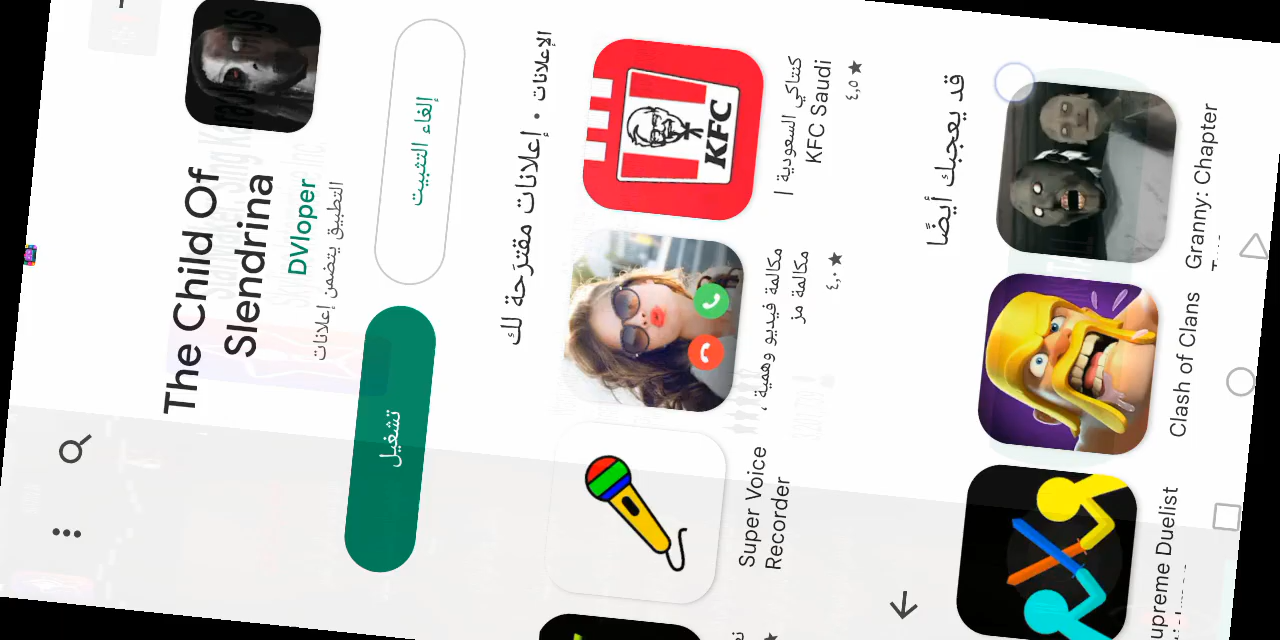 The Child Of
Slendrina
DVloper
التطبيق يتضمن إعلانات
إلغاء التثبيت
تشغيل
الإعلانات • إعلانات مقترَحة لك
KFC
كنتاكي السعودية |
KFC Saudi
٤٫٥ ★
مكالمة فيديو وهمية ،
مكالمة مز
٤٫٠ ★
Super Voice
Recorder
قد يعجبك أيضًا
Granny: Chapter
Clash of Clans
upreme Duelist